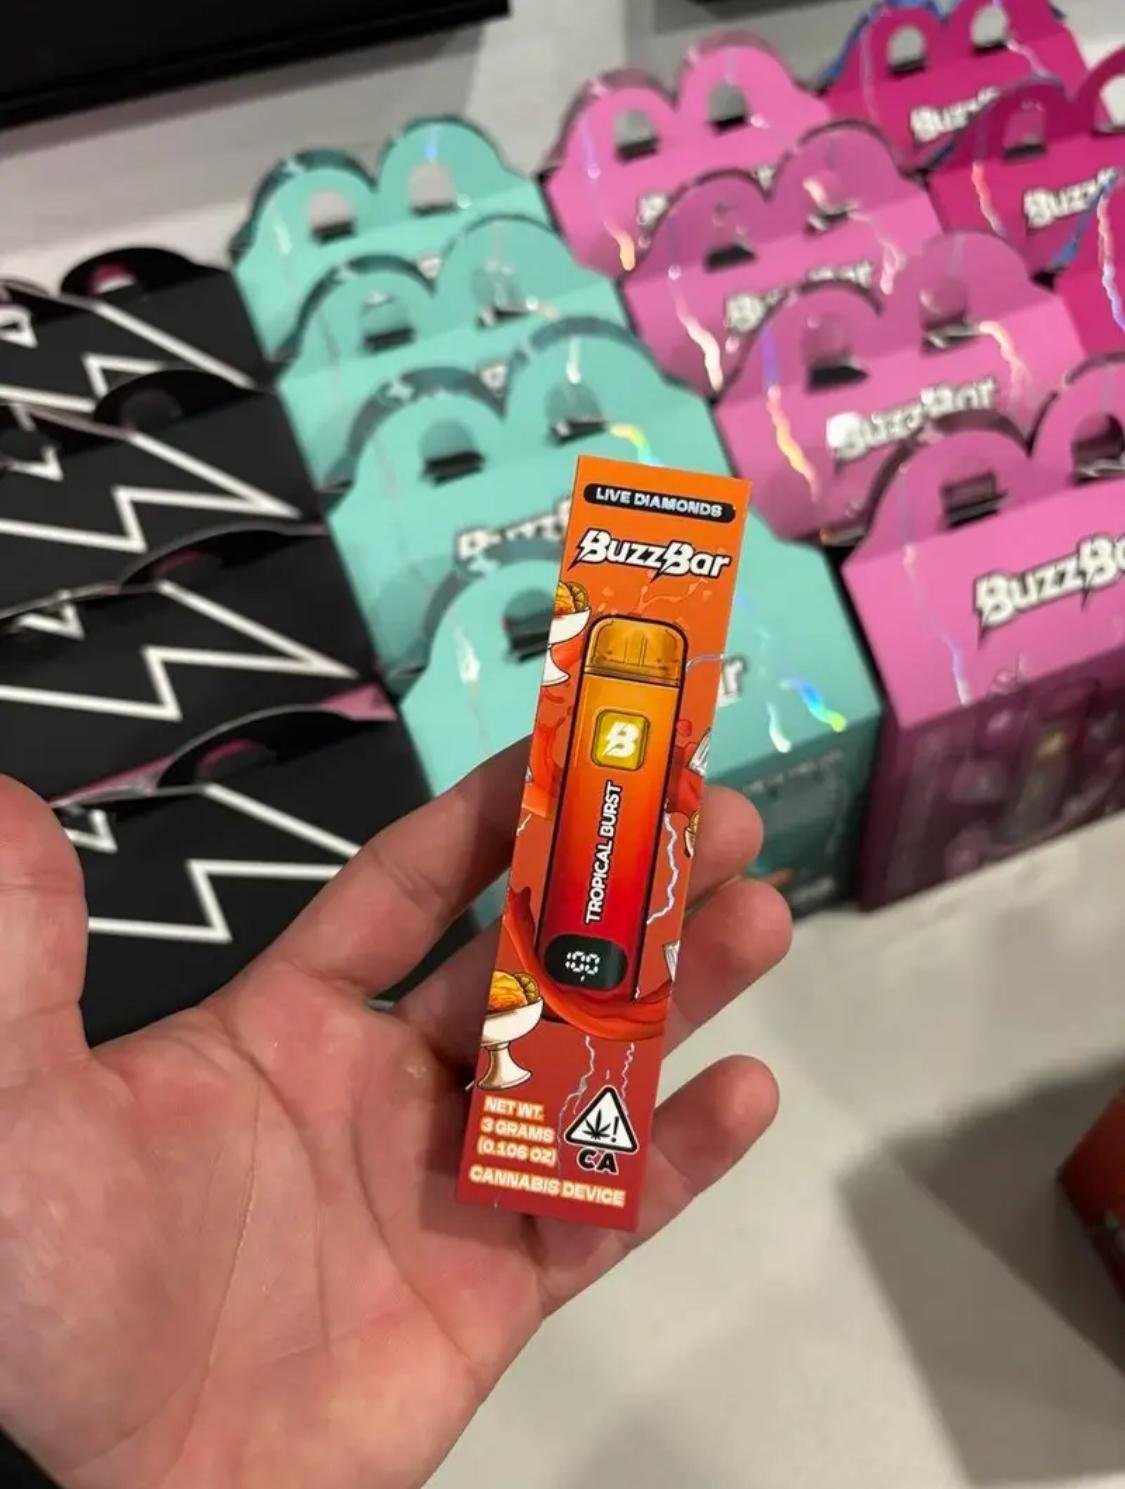 LIVE DIAMONDS
BuzzBar
B
TROPICAL BURST
100
NET WT.
3 GRAMS
(0.106 OZ)
CA
CANNABIS DEVICE
BuzzBar
BuzzBar